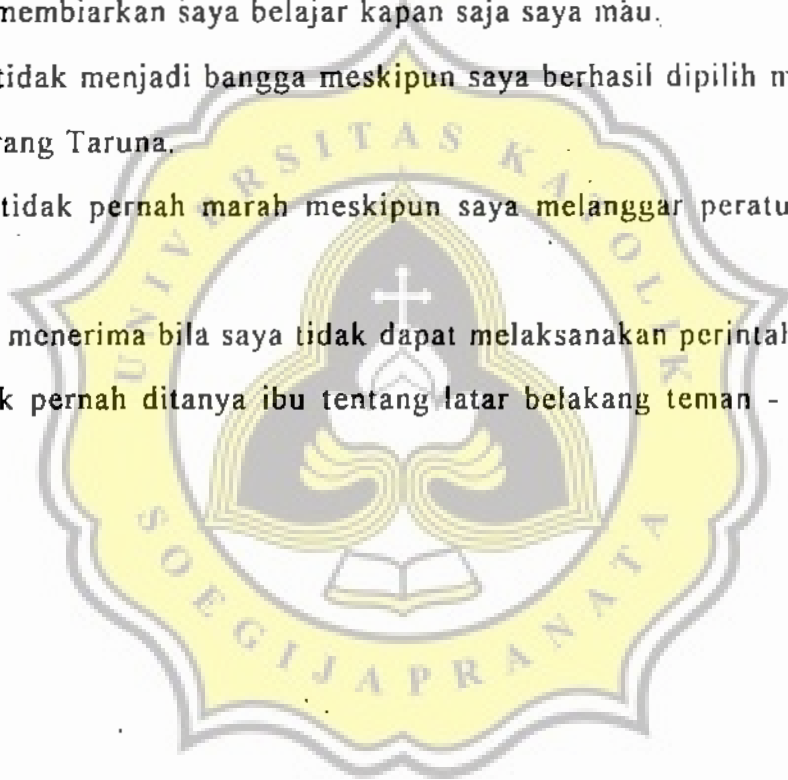 membiarkan saya belajar kapan saja saya mau.
tidak menjadi bangga meskipun saya berhasil dipilih
rang Taruna.
tidak pernah marah meskipun saya melanggar peratu
menerima bila saya tidak dapat melaksanakan perintah
k pernah ditanya ibu tentang latar belakang teman -
UNIVERSITAS KATOLIK
SOEGIJAPRANATA